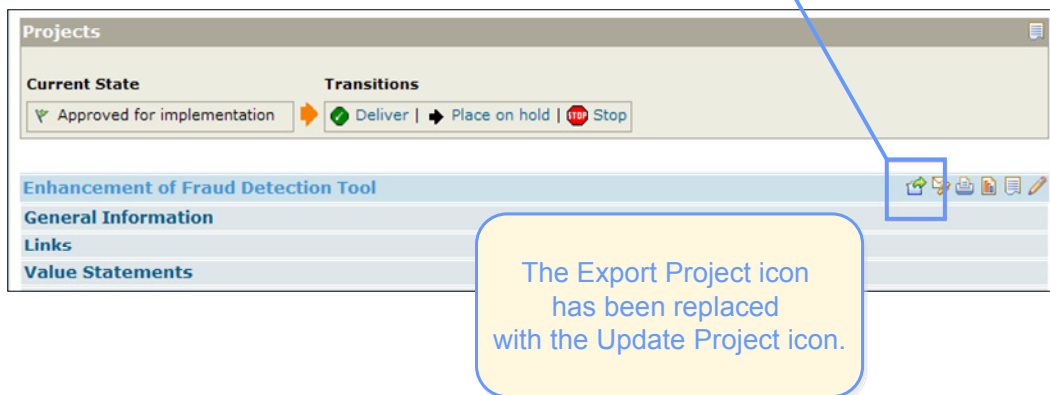 Projects
Current State Transitions
Approved for implementation Deliver | Place on hold | STOP Stop
Enhancement of Fraud Detection Tool
General Information
Links
Value Statements
The Export Project icon
has been replaced
with the Update Project icon.